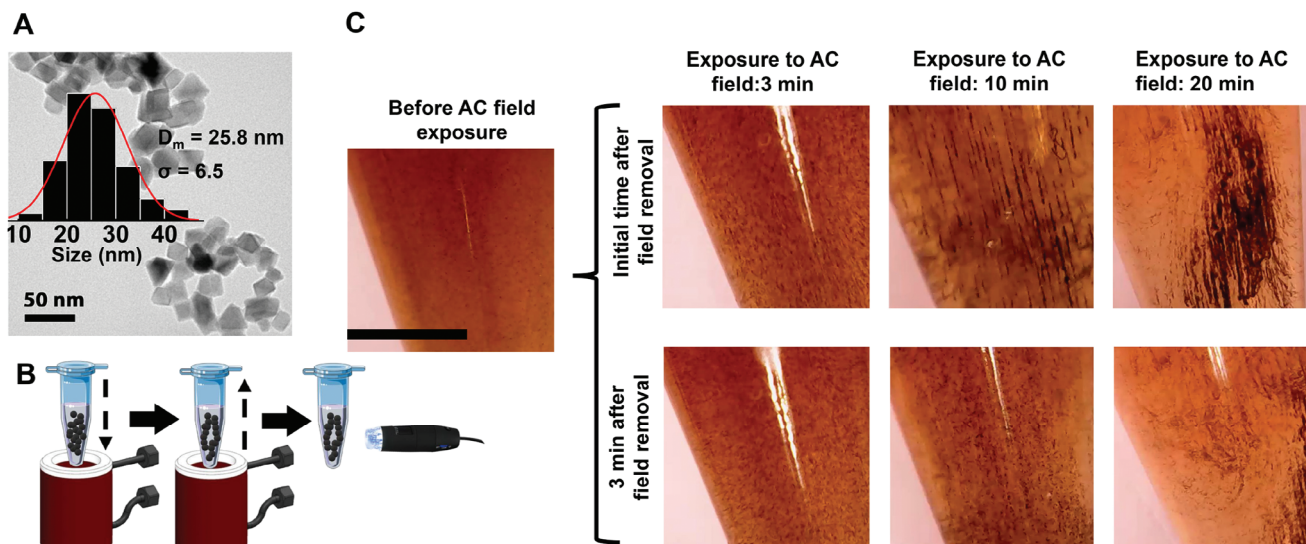 A
D_m = 25.8 nm
σ = 6.5
10 20 30 40
Size (nm)
50 nm
B
C
Before AC field
exposure
Exposure to AC
field:3 min
Exposure to AC
field: 10 min
Exposure to AC
field: 20 min
Initial time after
field removal
3 min after
field removal